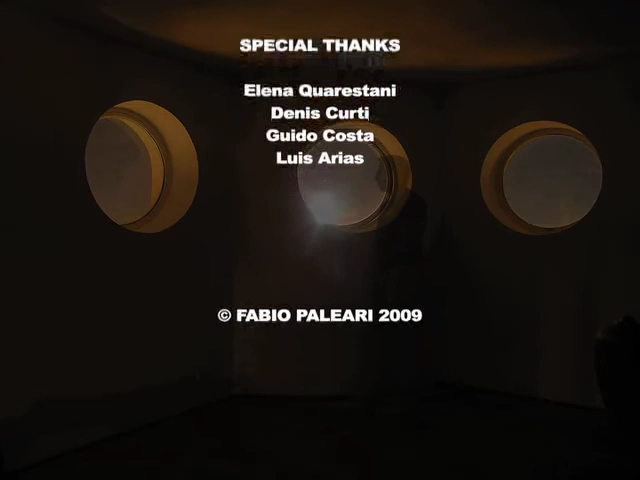 SPECIAL THANKS
Elena Quarestani
Denis Curti
Guido Costa
Luis Arias
© FABIO PALEARI 2009